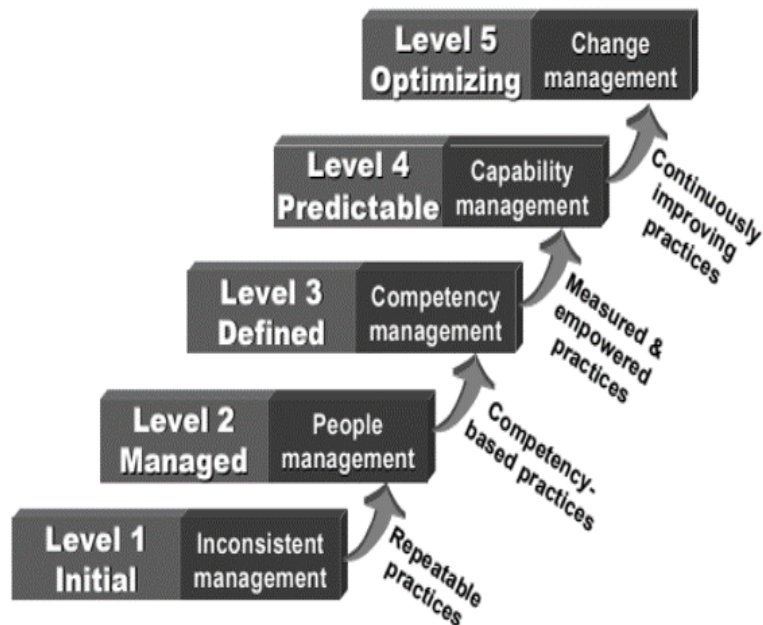 Level 5
Optimizing
Change
management
Continuously
improving
practices
Level 4
Predictable
Capability
management
Measured &
empowered
practices
Level 3
Defined
Competency
management
Competency-
based practices
Level 2
Managed
People
management
Repeatable
practices
Level 1
Initial
Inconsistent
management